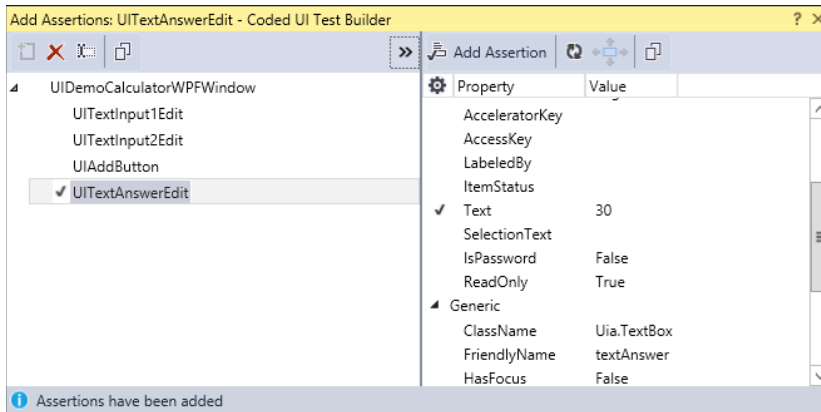 Add Assertions: UITextAnswerEdit - Coded UI Test Builder ? ×
» Add Assertion
UIDemoCalculatorWPFWindow
UITextInput1Edit
UITextInput2Edit
UIAddButton
UITextAnswerEdit
Property Value
AcceleratorKey
AccessKey
LabeledBy
ItemStatus
Text 30
SelectionText
IsPassword False
ReadOnly True
Generic
ClassName Uia.TextBox
FriendlyName textAnswer
HasFocus False
Assertions have been added